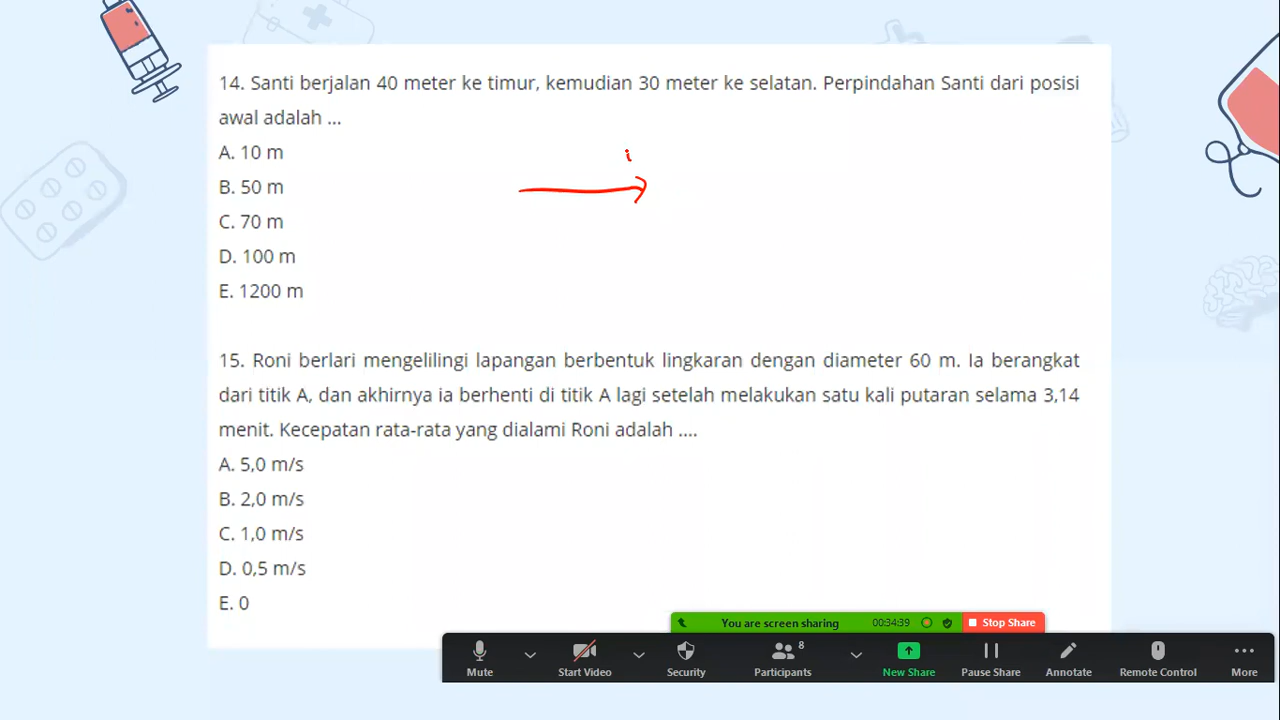 14. Santi berjalan 40 meter ke timur, kemudian 30 meter ke selatan. Perpindahan Santi dari posisi
awal adalah ...
A. 10 m
i
B. 50 m
C. 70 m
D. 100 m
E. 1200 m
15. Roni berlari mengelilingi lapangan berbentuk lingkaran dengan diameter 60 m. Ia berangkat
dari titik A, dan akhirnya ia berhenti di titik A lagi setelah melakukan satu kali putaran selama 3,14
menit. Kecepatan rata-rata yang dialami Roni adalah ....
A. 5,0 m/s
B. 2,0 m/s
C. 1,0 m/s
D. 0,5 m/s
E. 0
You are screen sharing 00:34:39 Stop Share
8
Mute Start Video Security Participants New Share Pause Share Annotate Remote Control More